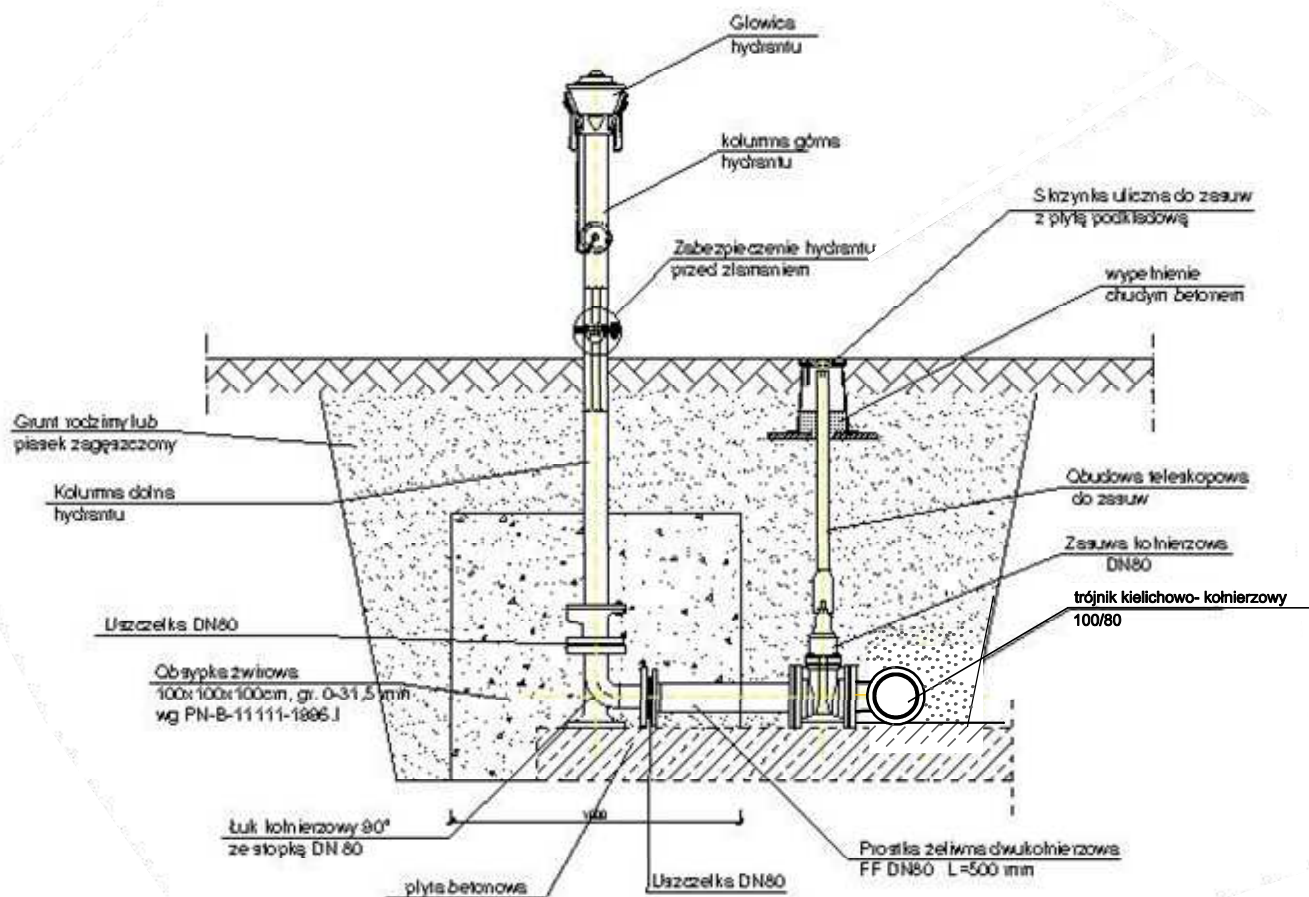 Głowica
hydrantu
kolumna górna
hydrantu
Skrzynka uliczna do zasuw
z płytą podkładową
Zabezpieczenie hydrantu
przed złamaniem
wypełnienie
chudym betonem
Grunt rodzimy lub
piasek zagęszczony
Kolumna dolna
hydrantu
Obudowa teleskopowa
do zasuw
Zasuwa kołnierzowa
DN80
trójnik kielichowo- kołnierzowy
100/80
Uszczelka DN80
Obsypka żwirowa
100x100x100cm, gr. 0-31,5 mm
wg PN-B-11111-1996.I
1000
Łuk kołnierzowy 90°
ze stopką DN 80
płyta betonowa
Uszczelka DN80
Prostka żeliwna dwukołnierzowa
FF DN80 L=500 mm